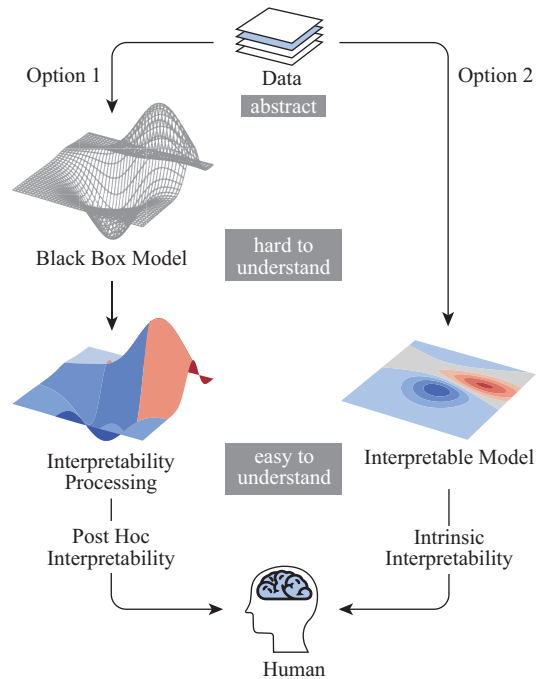 Option 1
Data
Option 2
abstract
Black Box Model
hard to
understand
Interpretability
Processing
easy to
understand
Interpretable Model
Post Hoc
Interpretability
Intrinsic
Interpretability
Human